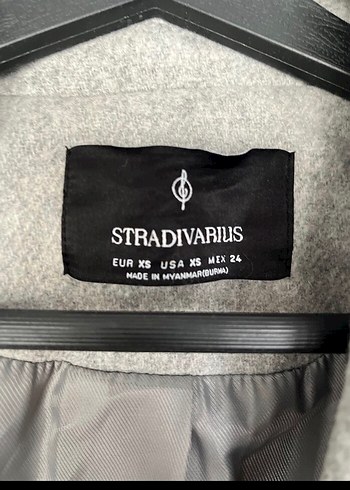 STRADIVARIUS
EUR XS USA XS MEX 24
MADE IN MYANMAR(BURMA)